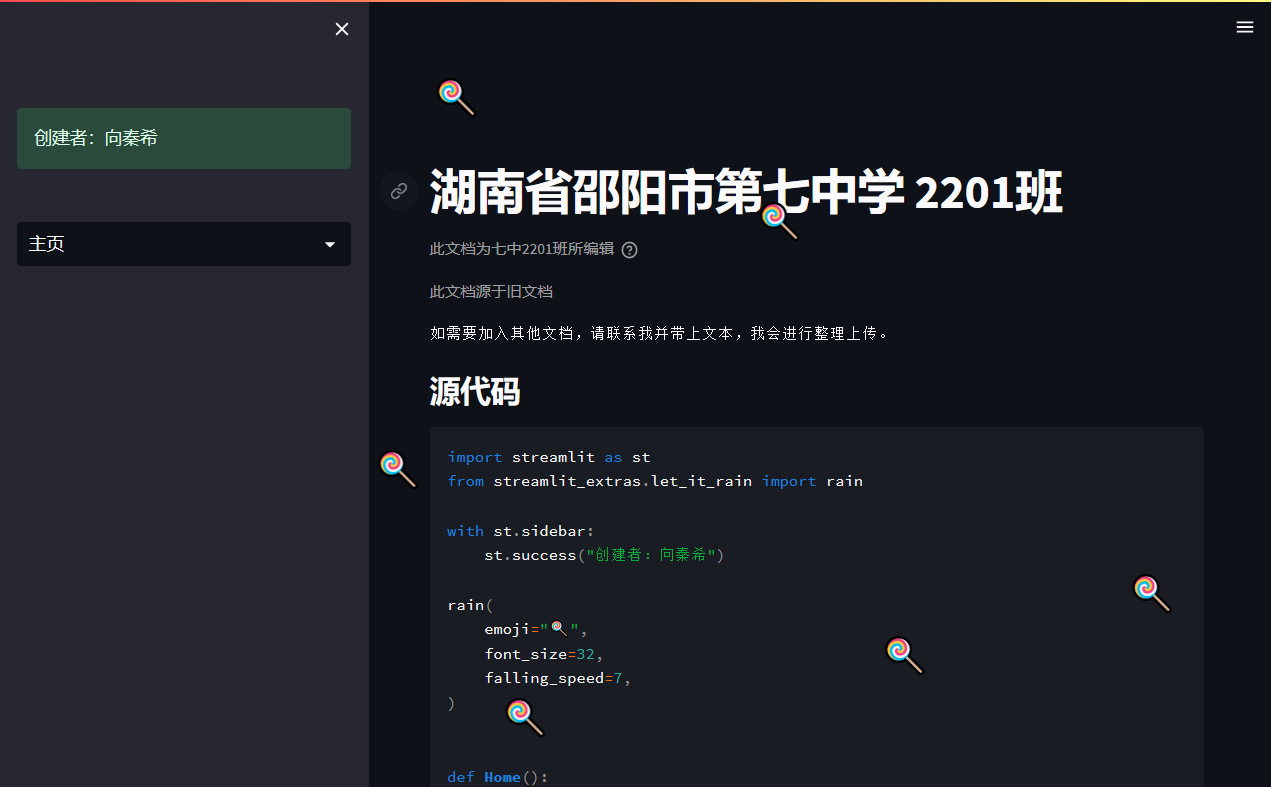 创建者：向秦希
主页
湖南省邵阳市第七中学 2201班
此文档为七中2201班所编辑
此文档源于旧文档
如需要加入其他文档，请联系我并带上文本，我会进行整理上传。
源代码
import streamlit as st
from streamlit_extras.let_it_rain import rain
with st.sidebar:
    st.success("创建者：向秦希")
rain(
    emoji="🍭",
    font_size=32,
    falling_speed=7,
)
def Home():